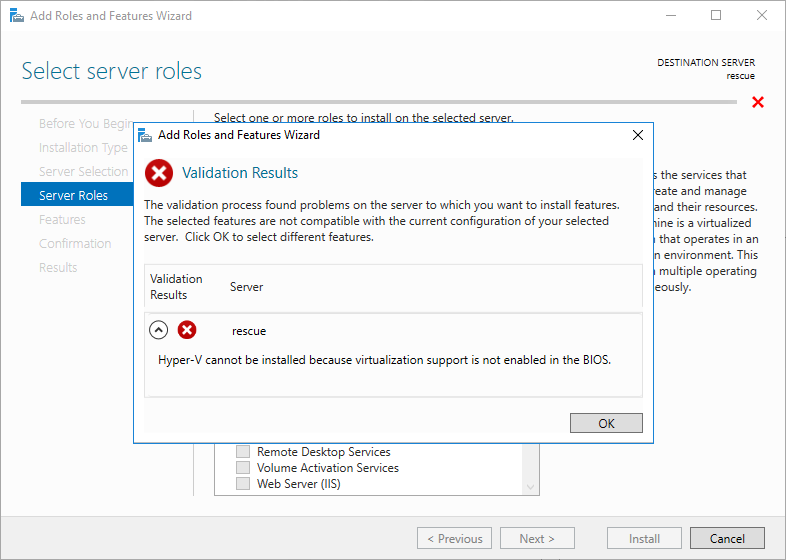 Add Roles and Features Wizard
Select server roles
DESTINATION SERVER
rescue
Before You Begin
Installation Type
Server Selection
Server Roles
Features
Confirmation
Results
Select one or more roles to install on the selected server.
Add Roles and Features Wizard
Validation Results
The validation process found problems on the server to which you want to install features.
The selected features are not compatible with the current configuration of your selected
server. Click OK to select different features.
Validation
Results
Server
rescue
Hyper-V cannot be installed because virtualization support is not enabled in the BIOS.
OK
s the services that
reate and manage
and their resources.
hine is a virtualized
that operates in an
n environment. This
multiple operating
eously.
Remote Desktop Services
Volume Activation Services
Web Server (IIS)
< Previous
Next >
Install
Cancel